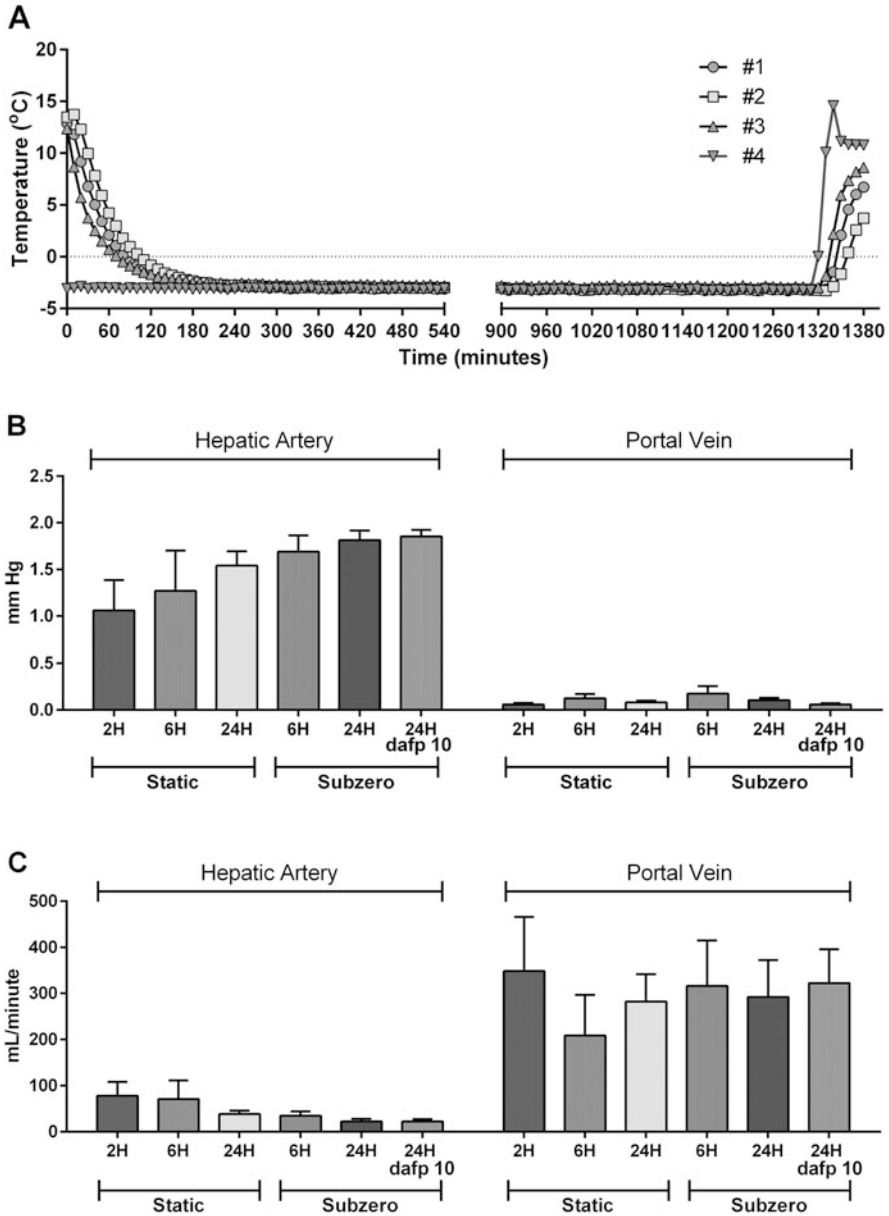 A
20
15
10
5
0
-5
Temperature (°C)
#1
#2
#3
#4
0 60 120 180 240 300 360 420 480 540 900 960 1020 1080 1140 1200 1260 1320 1380
Time (minutes)
B
Hepatic Artery Portal Vein
2.5
2.0
1.5
1.0
0.5
0.0
mm Hg
2H 6H 24H 6H 24H 24H 2H 6H 24H 6H 24H 24H
dafp 10 dafp 10
Static Subzero Static Subzero
C
Hepatic Artery Portal Vein
500
400
300
200
100
0
mL/minute
2H 6H 24H 6H 24H 24H 2H 6H 24H 6H 24H 24H
dafp 10 dafp 10
Static Subzero Static Subzero